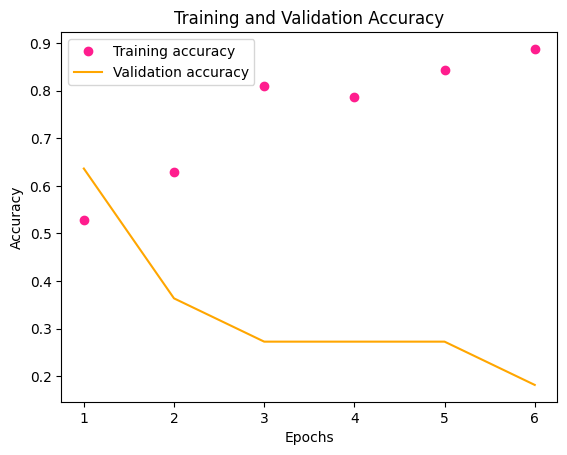 Training and Validation Accuracy
Training accuracy
Validation accuracy
Accuracy
0.9
0.8
0.7
0.6
0.5
0.4
0.3
0.2
1 2 3 4 5 6
Epochs